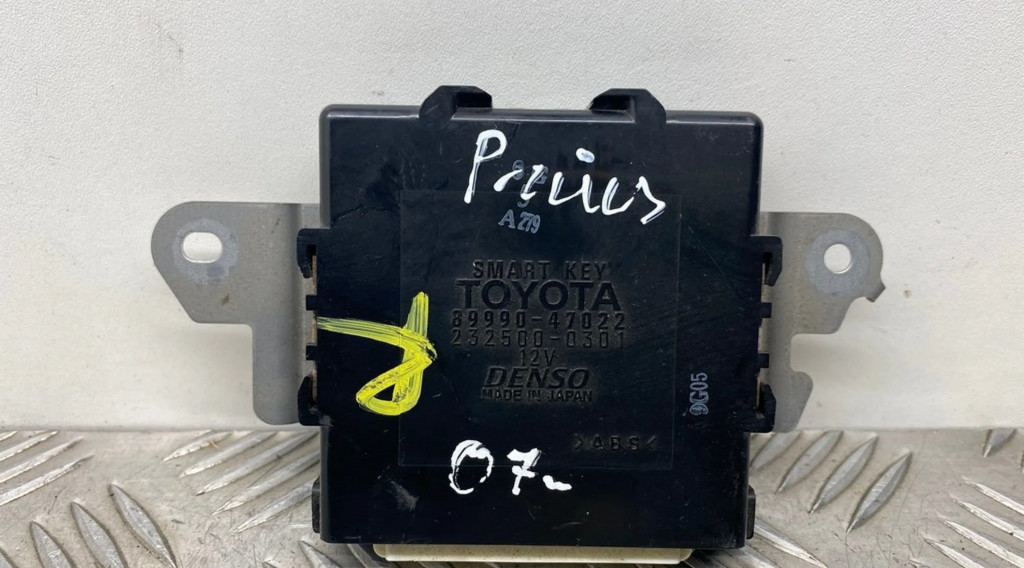 Prius
A279
SMART KEY
TOYOTA
89990-47022
232500-0301
12V
DENSO
MADE IN JAPAN
9G05
>ABS<
07-